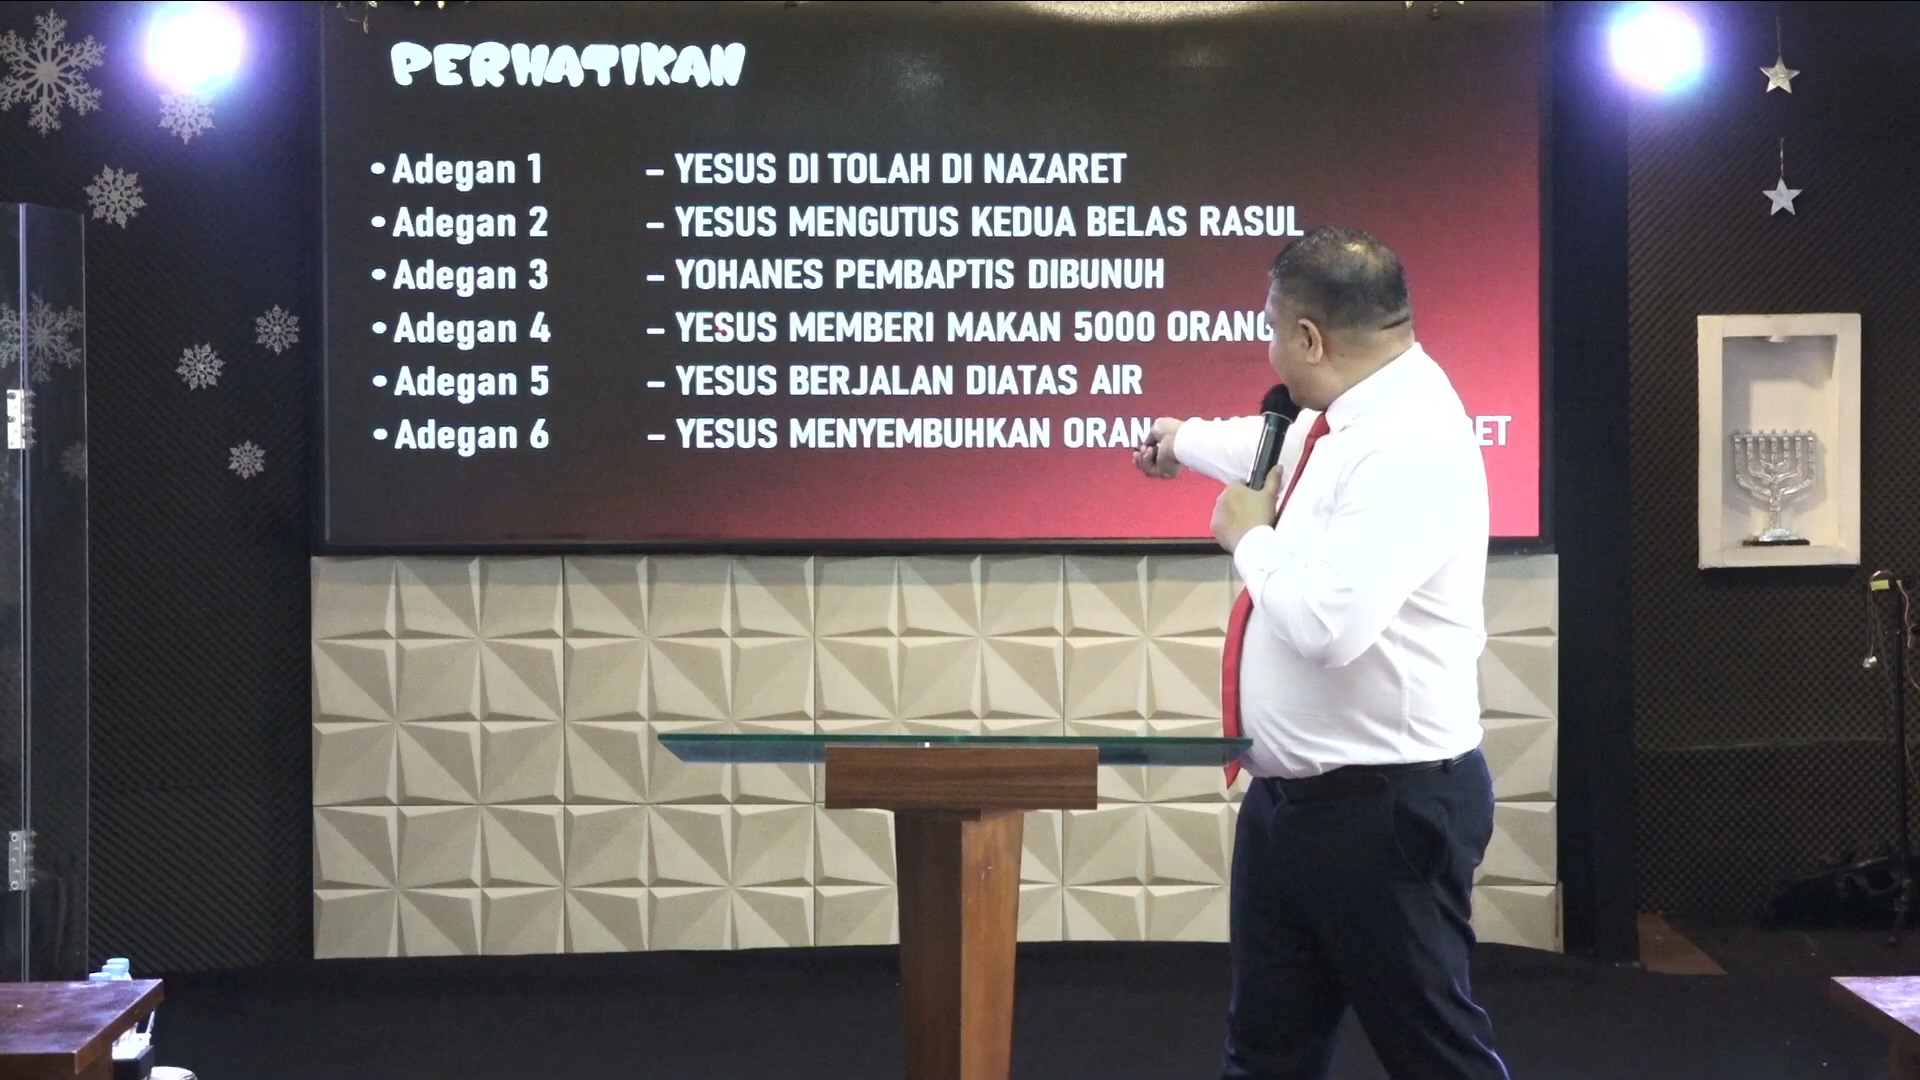 PERHATIKAN
• Adegan 1 – YESUS DI TOLAH DI NAZARET
• Adegan 2 – YESUS MENGUTUS KEDUA BELAS RASUL
• Adegan 3 – YOHANES PEMBAPTIS DIBUNUH
• Adegan 4 – YESUS MEMBERI MAKAN 5000 ORANG
• Adegan 5 – YESUS BERJALAN DIATAS AIR
• Adegan 6 – YESUS MENYEMBUHKAN